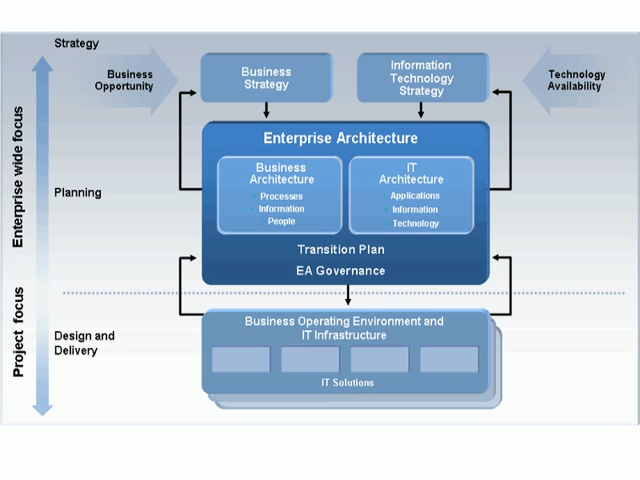 Strategy
Business
Opportunity
Business
Strategy
Information
Technology
Strategy
Technology
Availability
Enterprise wide focus
Enterprise Architecture
Business
Architecture
Processes
Information
People
IT
Architecture
Applications
Information
Technology
Planning
Transition Plan
EA Governance
Project focus
Design and
Delivery
Business Operating Environment and
IT Infrastructure
IT Solutions